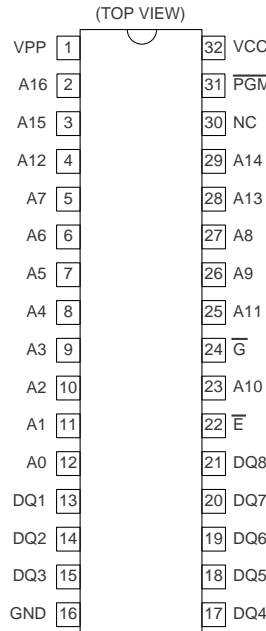 (TOP VIEW)
VPP 1 32 VCC
A16 2 31 PGM
A15 3 30 NC
A12 4 29 A14
A7 5 28 A13
A6 6 27 A8
A5 7 26 A9
A4 8 25 A11
A3 9 24 G
A2 10 23 A10
A1 11 22 E
A0 12 21 DQ8
DQ1 13 20 DQ7
DQ2 14 19 DQ6
DQ3 15 18 DQ5
GND 16 17 DQ4